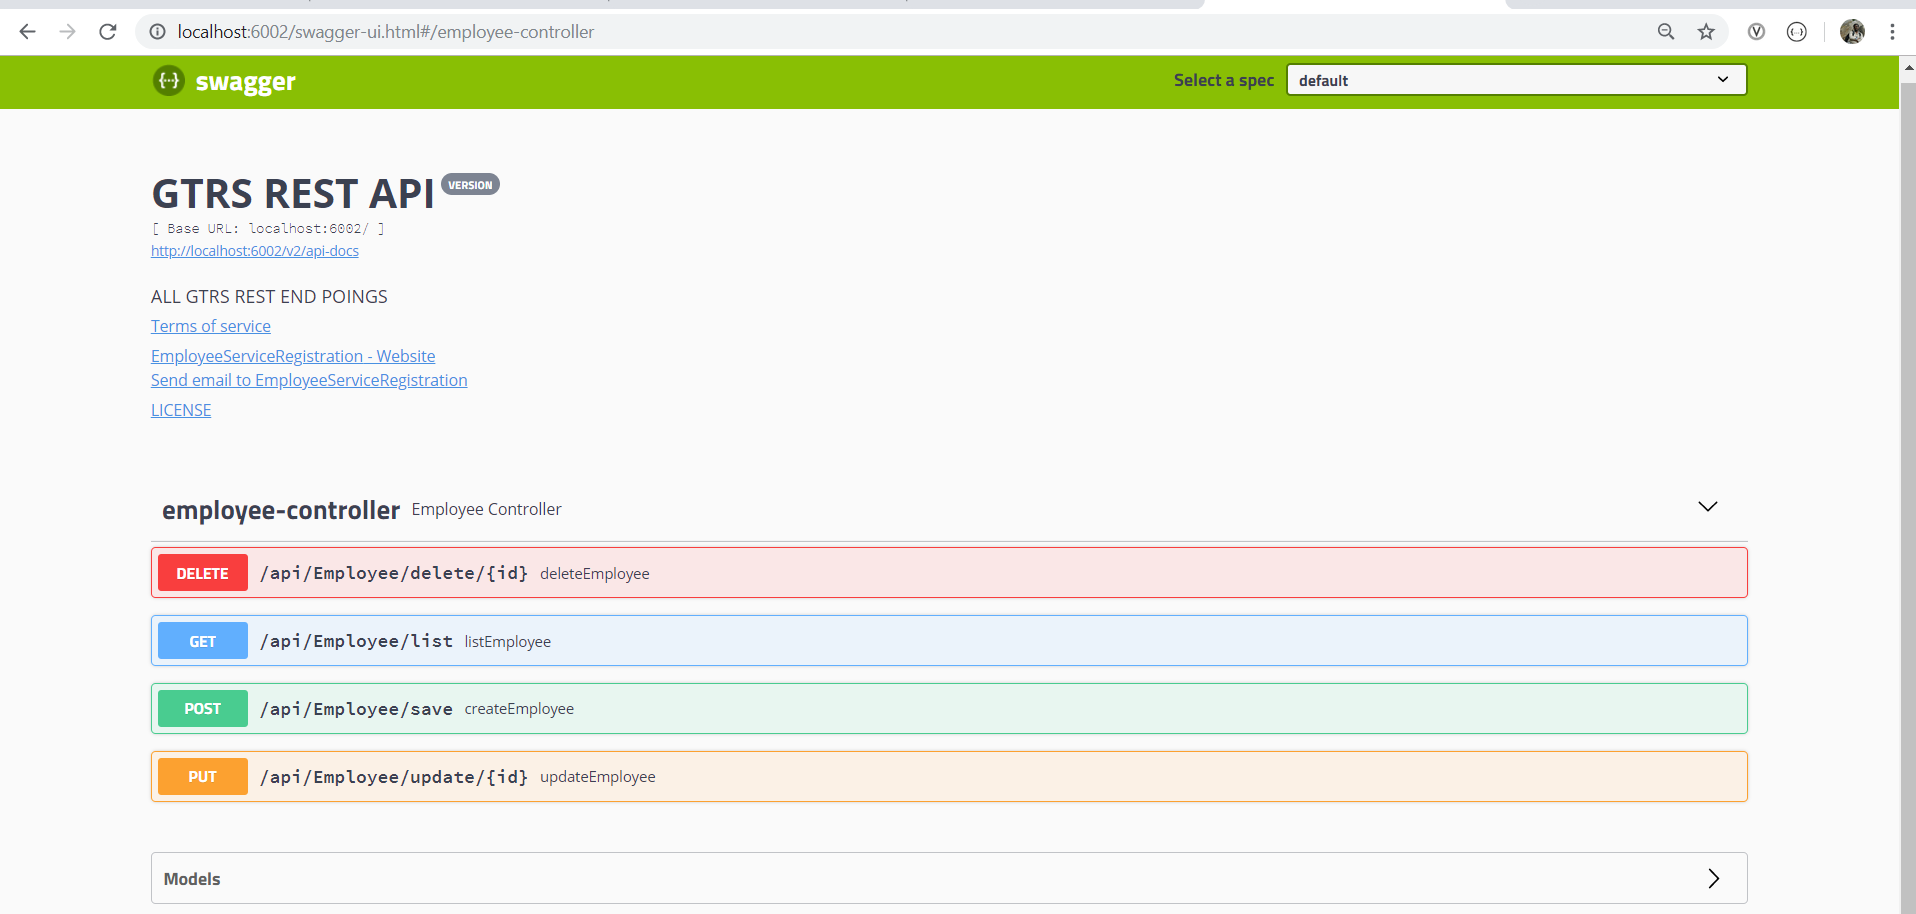 localhost:6002/swagger-ui.html#/employee-controller
swagger
Select a spec default
GTRS REST API VERSION
[ Base URL: localhost:6002/ ]
http://localhost:6002/v2/api-docs
ALL GTRS REST END POINGS
Terms of service
EmployeeServiceRegistration - Website
Send email to EmployeeServiceRegistration
LICENSE
employee-controller Employee Controller
DELETE /api/Employee/delete/{id} deleteEmployee
GET /api/Employee/list listEmployee
POST /api/Employee/save createEmployee
PUT /api/Employee/update/{id} updateEmployee
Models